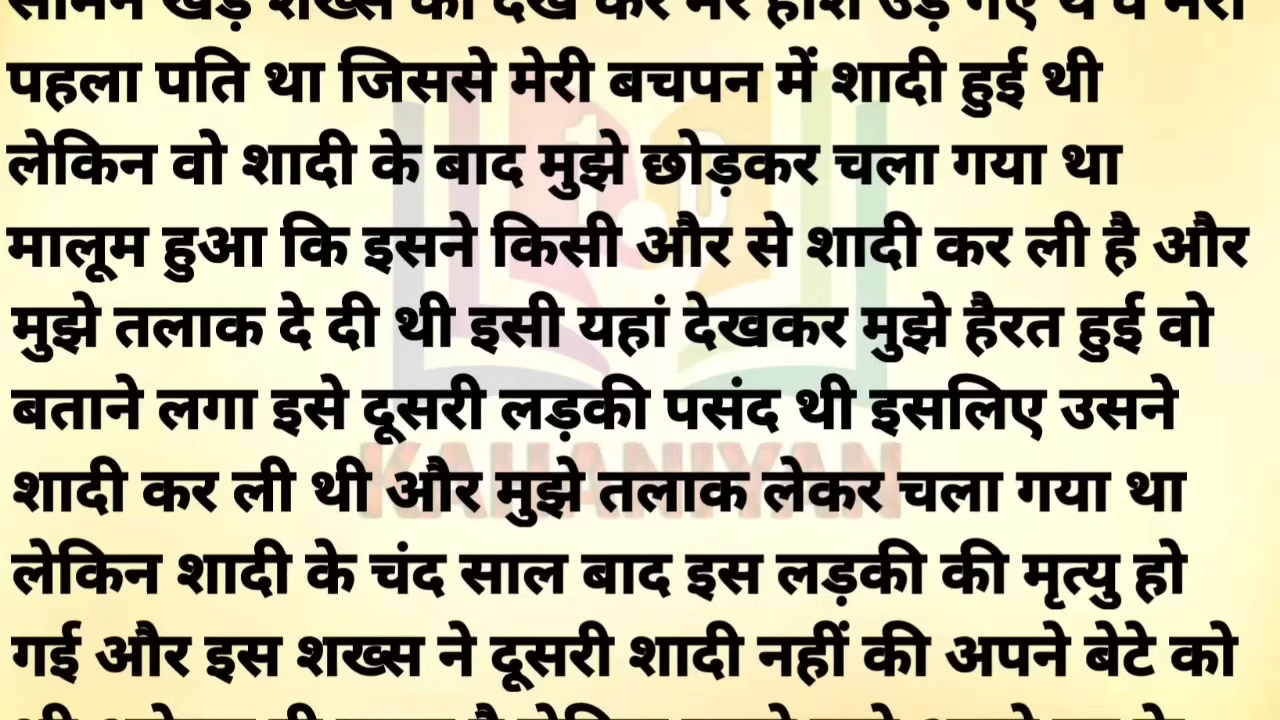 सामने खड़े शख्स को देख कर मेरे होश उड़ गए थे वे मेरा
पहला पति था जिससे मेरी बचपन में शादी हुई थी
लेकिन वो शादी के बाद मुझे छोड़कर चला गया था
मालूम हुआ कि इसने किसी और से शादी कर ली है और
मुझे तलाक दे दी थी इसी यहां देखकर मुझे हैरत हुई वो
बताने लगा इसे दूसरी लड़की पसंद थी इसलिए उसने
शादी कर ली थी और मुझे तलाक लेकर चला गया था
लेकिन शादी के चंद साल बाद इस लड़की की मृत्यु हो
गई और इस शख्स ने दूसरी शादी नहीं की अपने बेटे को
KAHANIYAN